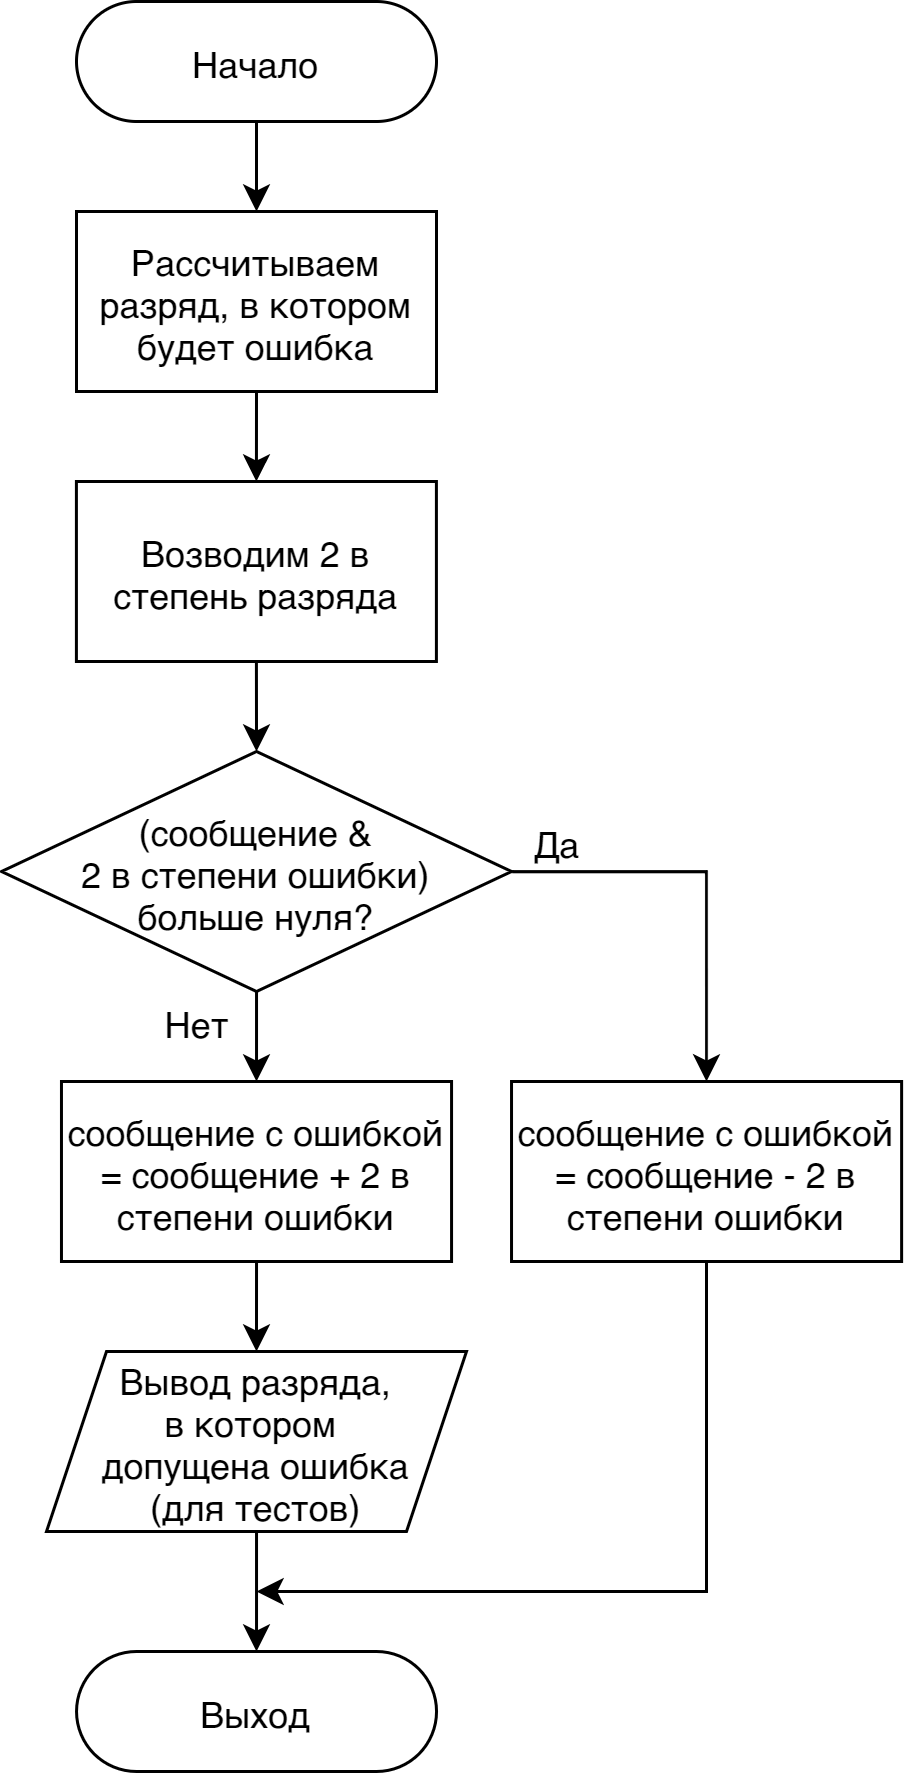 Начало
Рассчитываем
разряд, в котором
будет ошибка
Возводим 2 в
степень разряда
(сообщение &
2 в степени ошибки)
больше нуля?
Да
Нет
сообщение с ошибкой
= сообщение + 2 в
степени ошибки
сообщение с ошибкой
= сообщение - 2 в
степени ошибки
Вывод разряда,
в котором
допущена ошибка
(для тестов)
Выход